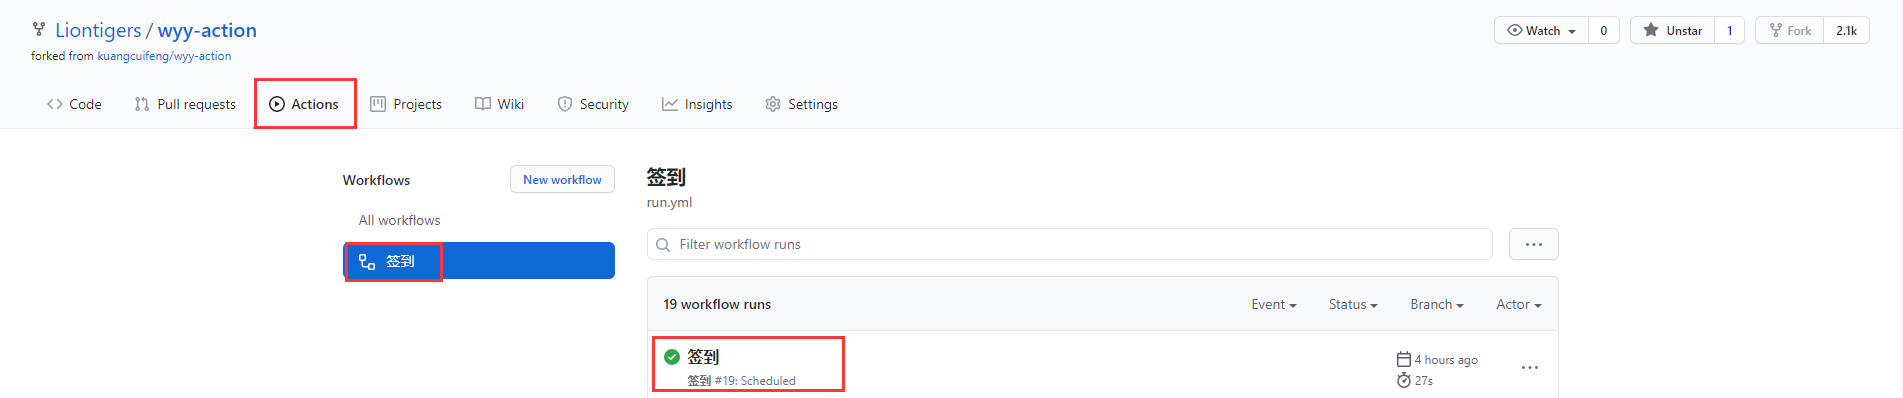 Liontigers / wyy-action
Watch 0 Unstar 1 Fork 2.1k
forked from kuangcuifeng/wyy-action
Code Pull requests Actions Projects Wiki Security Insights Settings
Workflows New workflow
All workflows
签到
签到
run.yml
Filter workflow runs
19 workflow runs Event Status Branch Actor
签到
签到 #19: Scheduled
4 hours ago
27s